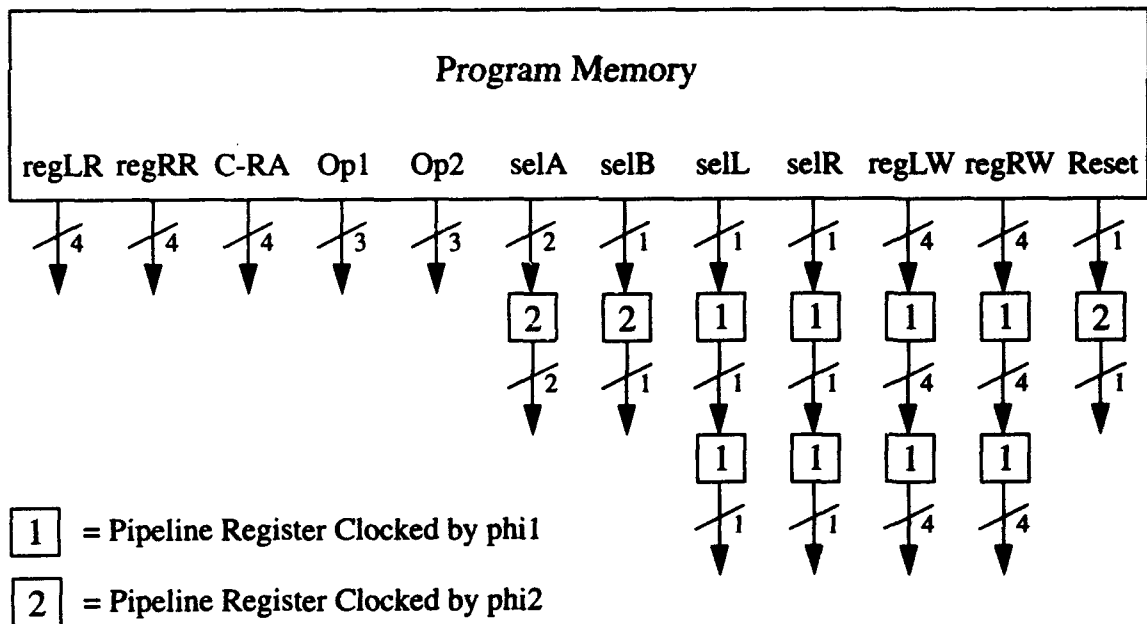 Program Memory
regLR regRR C-RA Op1 Op2 selA selB selL selR regLW regRW Reset
4 4 4 3 3 2 1 1 1 4 4 1
2 2 1 1 1 1 2
2 1 1 1 4 4 1
1 1 1 1
1 1 4 4
1 = Pipeline Register Clocked by phi1
2 = Pipeline Register Clocked by phi2